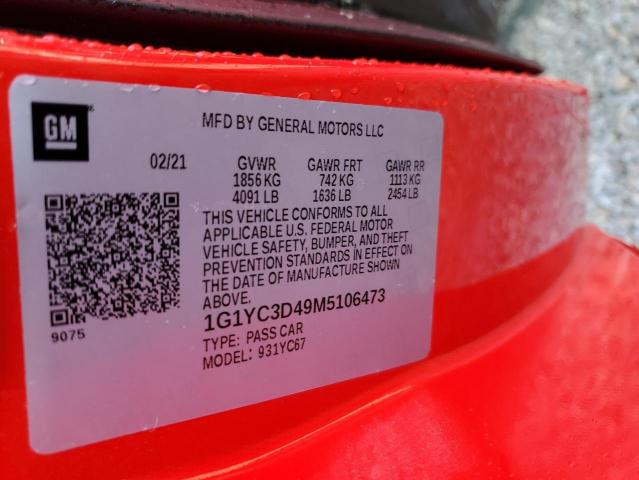 GM
MFD BY GENERAL MOTORS LLC
02/21 GVWR GAWR FRT GAWR RR
1856 KG 742 KG 1113 KG
4091 LB 1636 LB 2454 LB
THIS VEHICLE CONFORMS TO ALL
APPLICABLE U.S. FEDERAL MOTOR
VEHICLE SAFETY, BUMPER, AND THEFT
PREVENTION STANDARDS IN EFFECT ON
THE DATE OF MANUFACTURE SHOWN
ABOVE.
1G1YC3D49M5106473
TYPE: PASS CAR
MODEL: 931YC67
9075